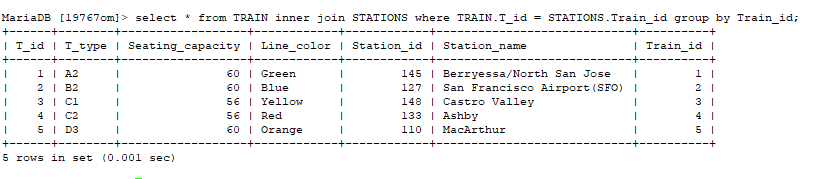 MariaDB [19767om]> select * from TRAIN inner join STATIONS where TRAIN.T_id = STATIONS.Train_id group by Train_id;
+------+--------+------------------+------------+------------+-----------------------------+----------+
| T_id | T_type | Seating_capacity | Line_color | Station_id | Station_name | Train_id |
+------+--------+------------------+------------+------------+-----------------------------+----------+
| 1 | A2 | 60 | Green | 145 | Berryessa/North San Jose | 1 |
| 2 | B2 | 60 | Blue | 127 | San Francisco Airport(SFO) | 2 |
| 3 | C1 | 56 | Yellow | 148 | Castro Valley | 3 |
| 4 | C2 | 56 | Red | 133 | Ashby | 4 |
| 5 | D3 | 60 | Orange | 110 | MacArthur | 5 |
+------+--------+------------------+------------+------------+-----------------------------+----------+
5 rows in set (0.001 sec)